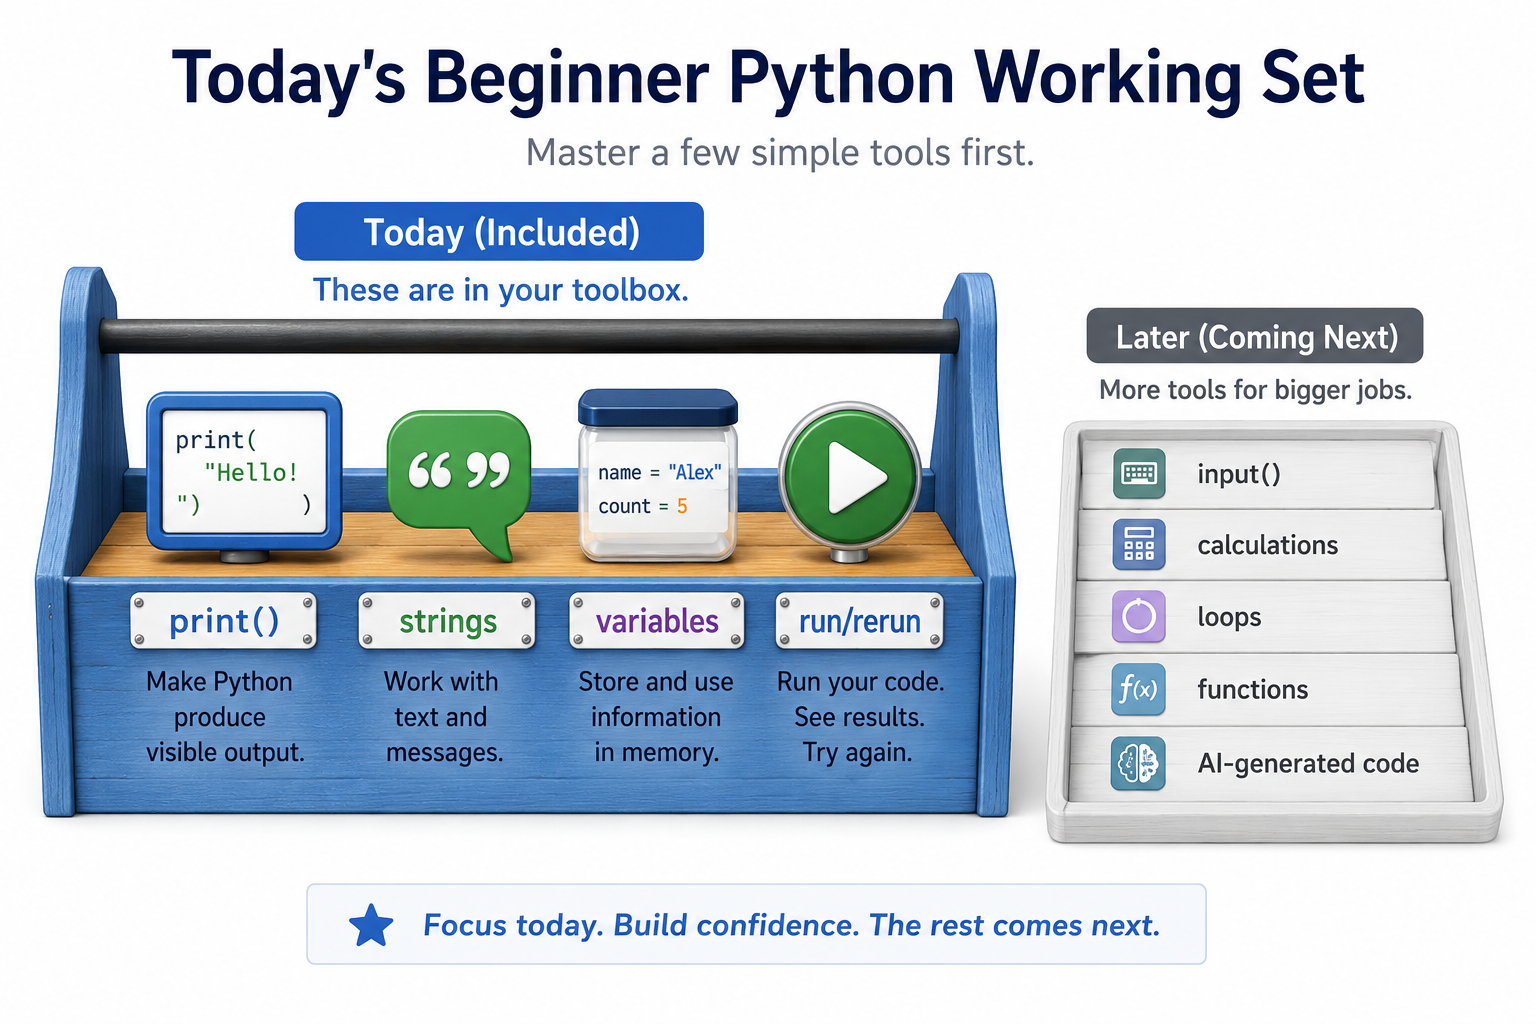 Today's Beginner Python Working Set
Master a few simple tools first.
Today (Included)
These are in your toolbox.
print(
"Hello!
") )
“ ”
name = "Alex"
count = 5
print()
Make Python
produce
visible output.
strings
Work with
text and
messages.
variables
Store and use
information
in memory.
run/rerun
Run your code.
See results.
Try again.
Later (Coming Next)
More tools for bigger jobs.
input()
calculations
loops
f(x) functions
AI-generated code
Focus today. Build confidence. The rest comes next.